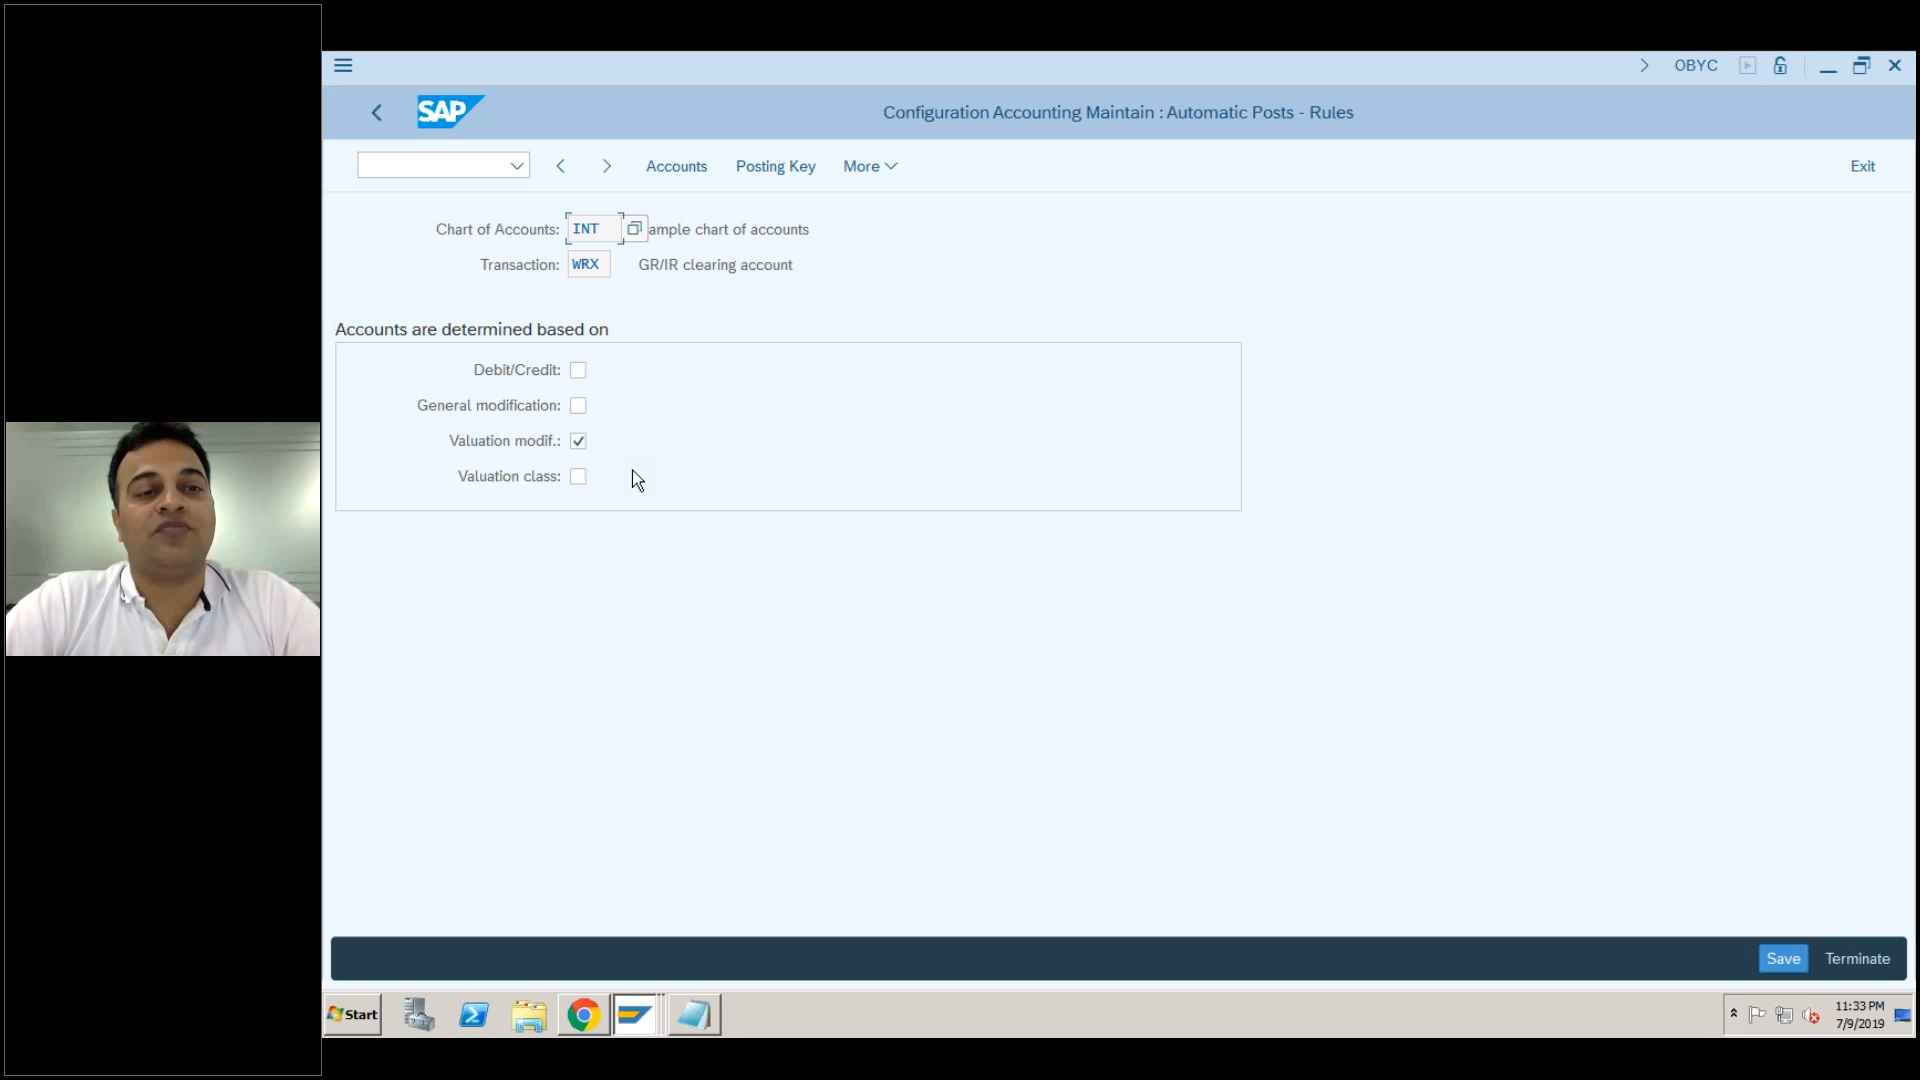 OBYC
SAP
Configuration Accounting Maintain : Automatic Posts - Rules
Accounts
Posting Key
More
Exit
Chart of Accounts: INT ample chart of accounts
Transaction: WRX GR/IR clearing account
Accounts are determined based on
Debit/Credit:
General modification:
Valuation modif.:
Valuation class:
Save
Terminate
Start
11:33 PM
7/9/2019